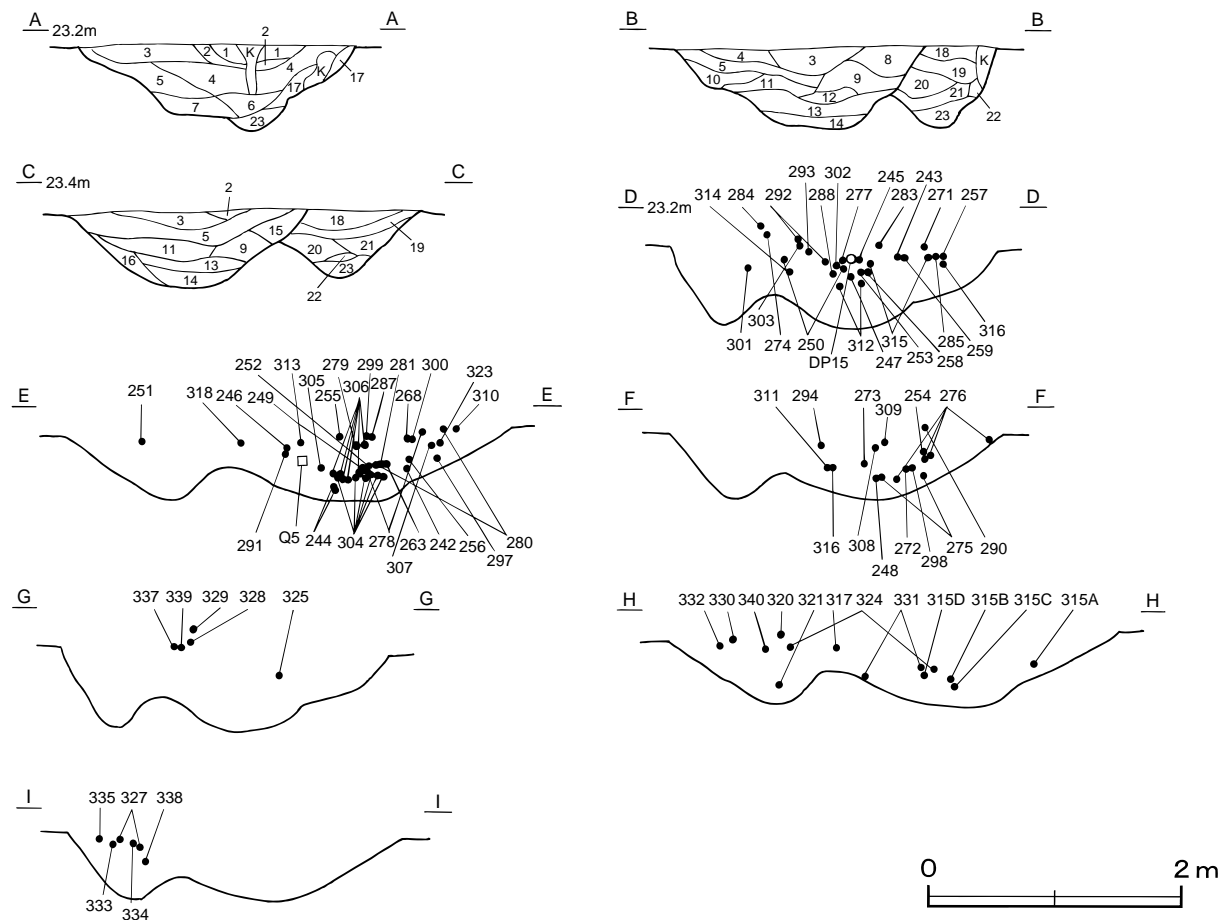 A 23.2m A
3 2 1 K 2 1 4 K 17 5 4 17 7 6 23
B B
4 3 8 18 K 5 19 10 11 9 20 21 12 22 13 23 14
C 23.4m C
2 3 18 5 15 19 11 9 20 21 16 13 22 23 14
D 23.2m D
314 284 292 293 288 302 277 245 283 243 271 257
303 301 274 250 DP15 312 247 315 253 258 259 285 316
E E
251 318 246 252 249 313 305 279 255 306 299 287 281 268 300 323 310
291 Q5 244 304 278 307 263 242 256 297 280
F F
311 294 273 309 254 276
316 308 248 272 298 275 290
G G
337 339 329 328 325
H H
332 330 340 320 321 317 324 331 315D 315B 315C 315A
I I
335 327 338
333 334
0 2 m